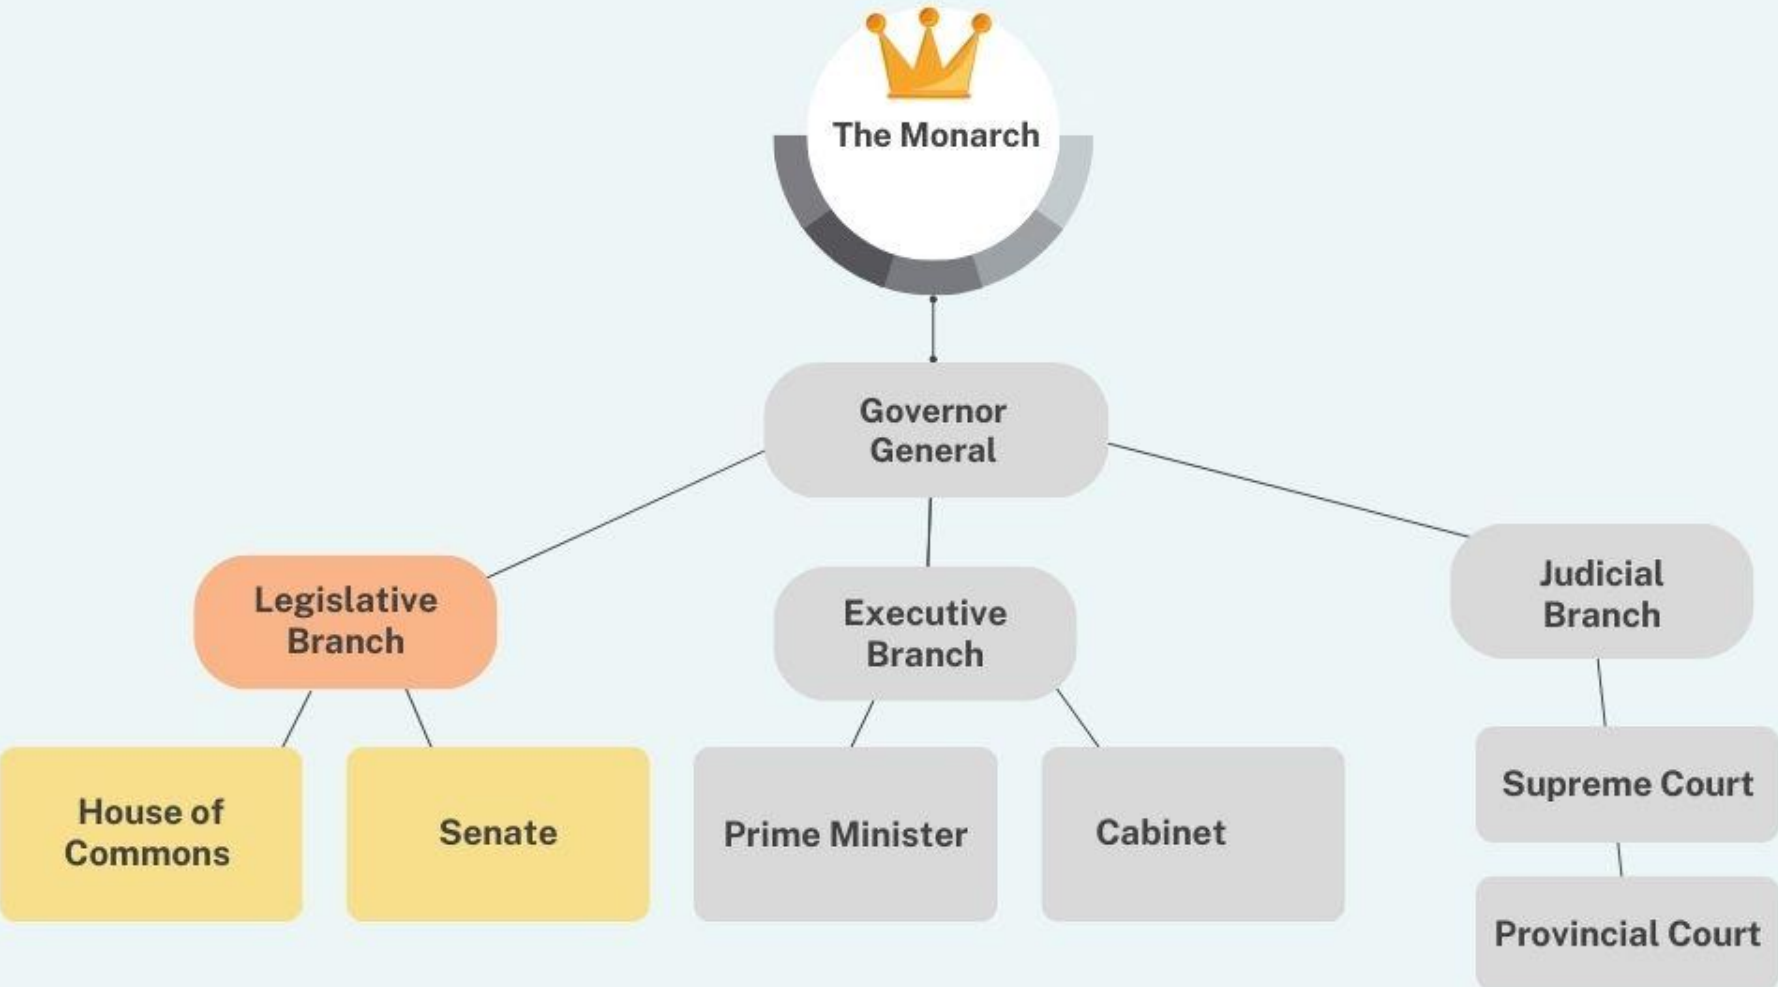 The Monarch
Governor
General
Legislative
Branch
Executive
Branch
Judicial
Branch
House of
Commons
Senate
Prime Minister
Cabinet
Supreme Court
Provincial Court